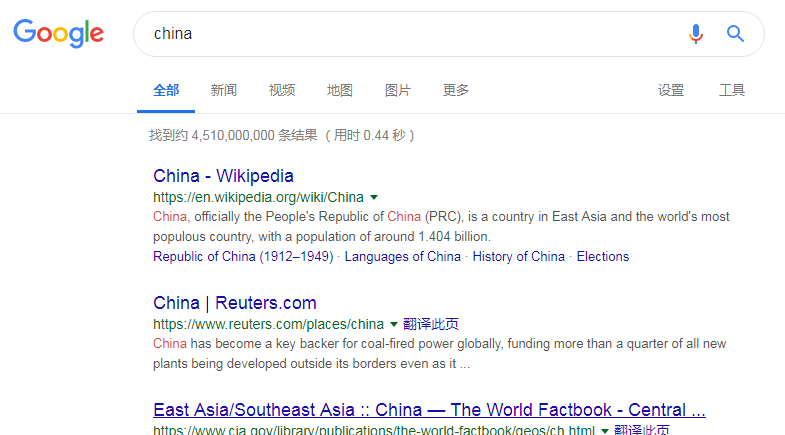 Google china
全部 新闻 视频 地图 图片 更多 设置 工具
找到约 4,510,000,000 条结果 （用时 0.44 秒）
China - Wikipedia
https://en.wikipedia.org/wiki/China
China, officially the People's Republic of China (PRC), is a country in East Asia and the world's most
populous country, with a population of around 1.404 billion.
Republic of China (1912–1949) · Languages of China · History of China · Elections
China | Reuters.com
https://www.reuters.com/places/china 翻译此页
China has become a key backer for coal-fired power globally, funding more than a quarter of all new
plants being developed outside its borders even as it ...
East Asia/Southeast Asia :: China — The World Factbook - Central ...
https://www.cia.gov/library/publications/the-world-factbook/geos/ch.html 翻译此页